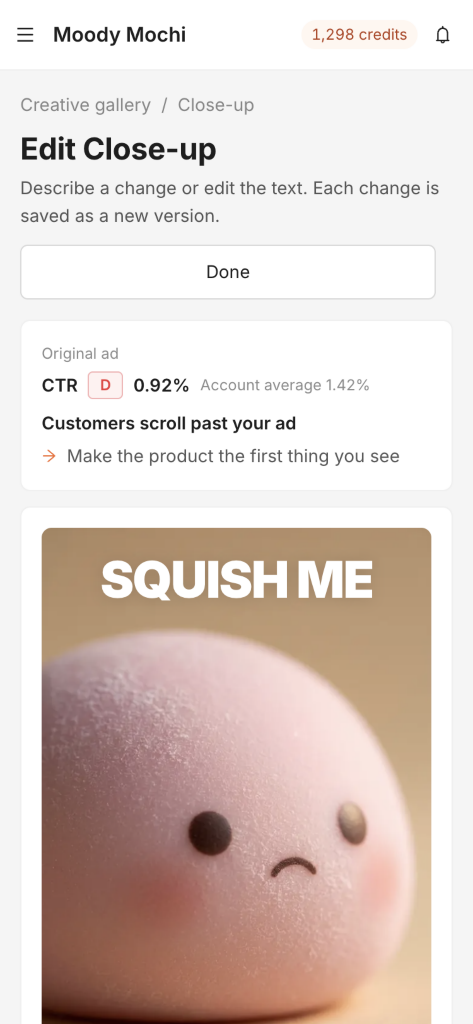 Moody Mochi
1,298 credits
Creative gallery / Close-up
Edit Close-up
Describe a change or edit the text. Each change is
saved as a new version.
Done
Original ad
CTR D 0.92% Account average 1.42%
Customers scroll past your ad
→ Make the product the first thing you see
SQUISH ME